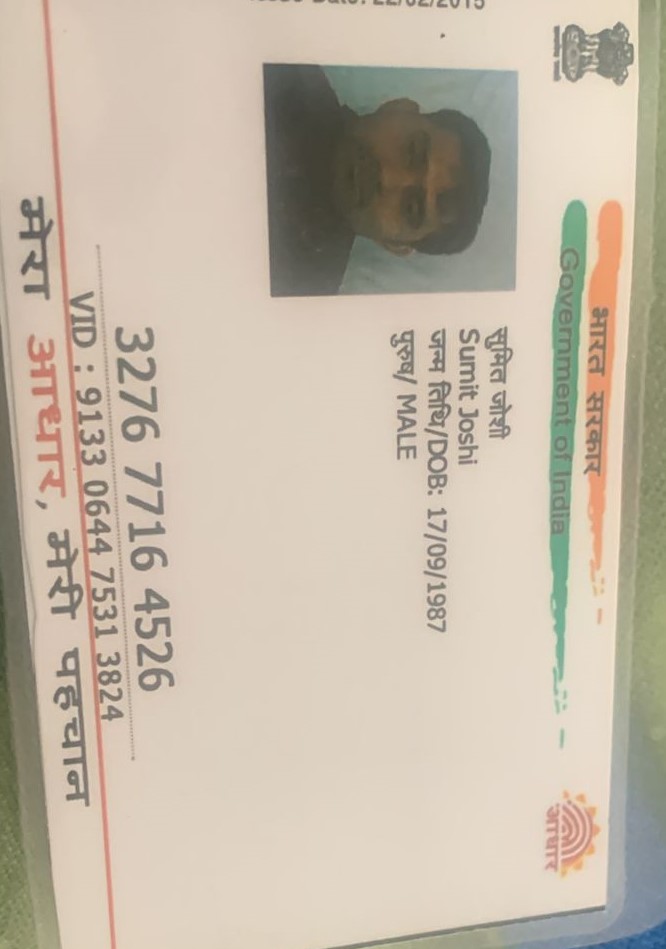 भारत सरकार
Government of India
Date: 22/02/2015
सुमित जोशी
Sumit Joshi
जन्म तिथि/DOB: 17/09/1987
पुरुष/ MALE
3276 7716 4526
VID : 9133 0644 7531 3824
मेरा आधार, मेरी पहचान
आधार